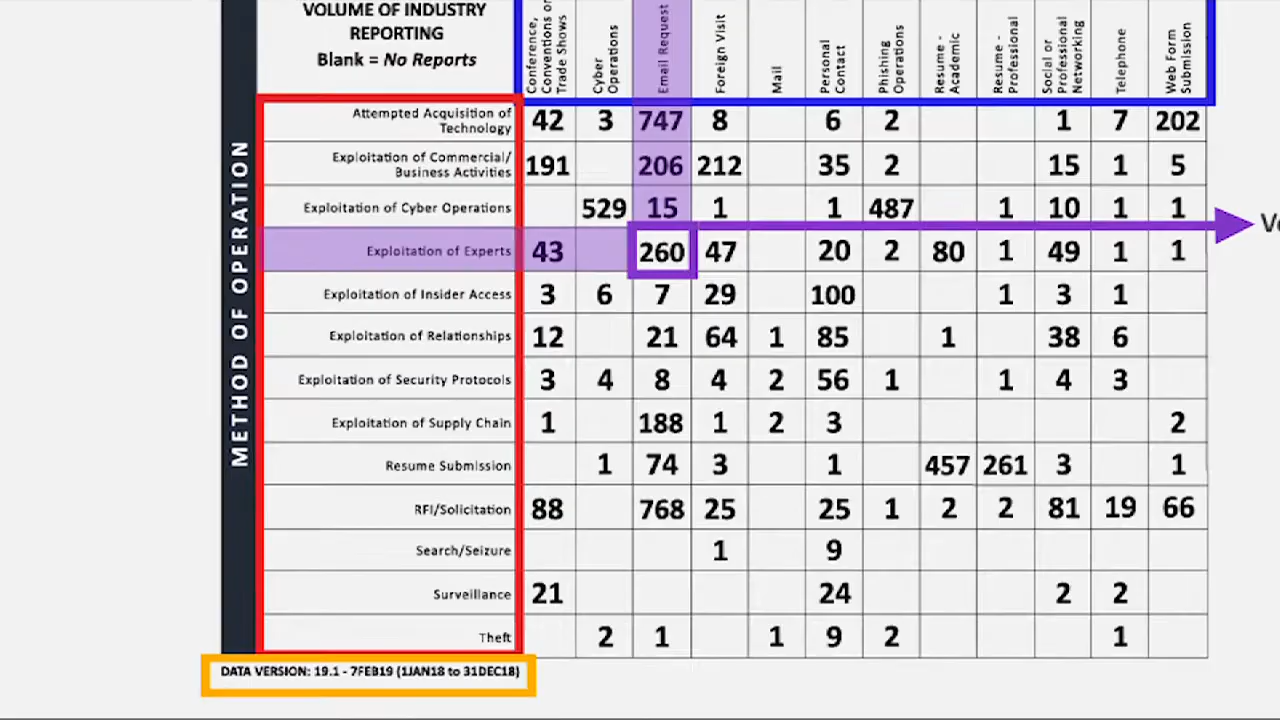 VOLUME OF INDUSTRY
REPORTING
Blank = No Reports
Conference,
Conventions or
Trade Shows
Cyber
Operations
Email Request
Foreign Visit
Mail
Personal
Contact
Phishing
Operations
Resume -
Academic
Resume -
Professional
Social or
Professional
Networking
Telephone
Web Form
Submission
METHOD OF OPERATION
Attempted Acquisition of
Technology
42 3 747 8 6 2 1 7 202
Exploitation of Commercial/
Business Activities
191 206 212 35 2 15 1 5
Exploitation of Cyber Operations 529 15 1 1 487 1 10 1 1
Exploitation of Experts 43 260 47 20 2 80 1 49 1 1
Exploitation of Insider Access 3 6 7 29 100 1 3 1
Exploitation of Relationships 12 21 64 1 85 1 38 6
Exploitation of Security Protocols 3 4 8 4 2 56 1 1 4 3
Exploitation of Supply Chain 1 188 1 2 3 2
Resume Submission 1 74 3 1 457 261 3 1
RFI/Solicitation 88 768 25 25 1 2 2 81 19 66
Search/Seizure 1 9
Surveillance 21 24 2 2
Theft 2 1 1 9 2 1
DATA VERSION: 19.1 - 7FEB19 (1JAN18 to 31DEC18)